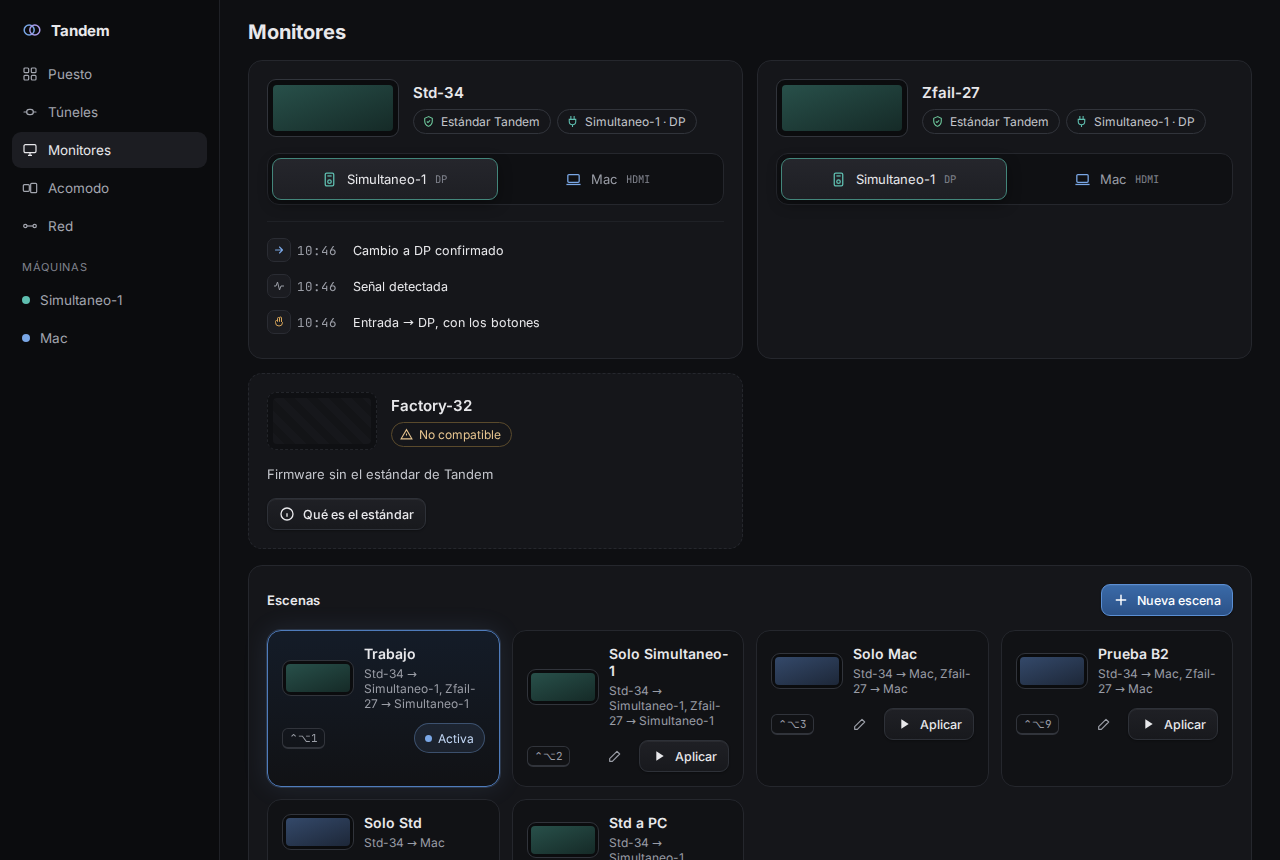 Tandem
Puesto
Túneles
Monitores
Acomodo
Red
MÁQUINAS
Simultaneo-1
Mac
Monitores
Std-34
Estándar Tandem
Simultaneo-1 · DP
Simultaneo-1 DP
Mac HDMI
10:46 Cambio a DP confirmado
10:46 Señal detectada
10:46 Entrada → DP, con los botones
Zfail-27
Estándar Tandem
Simultaneo-1 · DP
Simultaneo-1 DP
Mac HDMI
Factory-32
No compatible
Firmware sin el estándar de Tandem
Qué es el estándar
Escenas
Nueva escena
Trabajo
Std-34 →
Simultaneo-1, Zfail-
27 → Simultaneo-1
⌃⌥1
Activa
Solo Simultaneo-
1
Std-34 →
Simultaneo-1, Zfail-
27 → Simultaneo-1
⌃⌥2
Aplicar
Solo Mac
Std-34 → Mac, Zfail-
27 → Mac
⌃⌥3
Aplicar
Prueba B2
Std-34 → Mac, Zfail-
27 → Mac
⌃⌥9
Aplicar
Solo Std
Std-34 → Mac
Std a PC
Std-34 →
Simultaneo-1